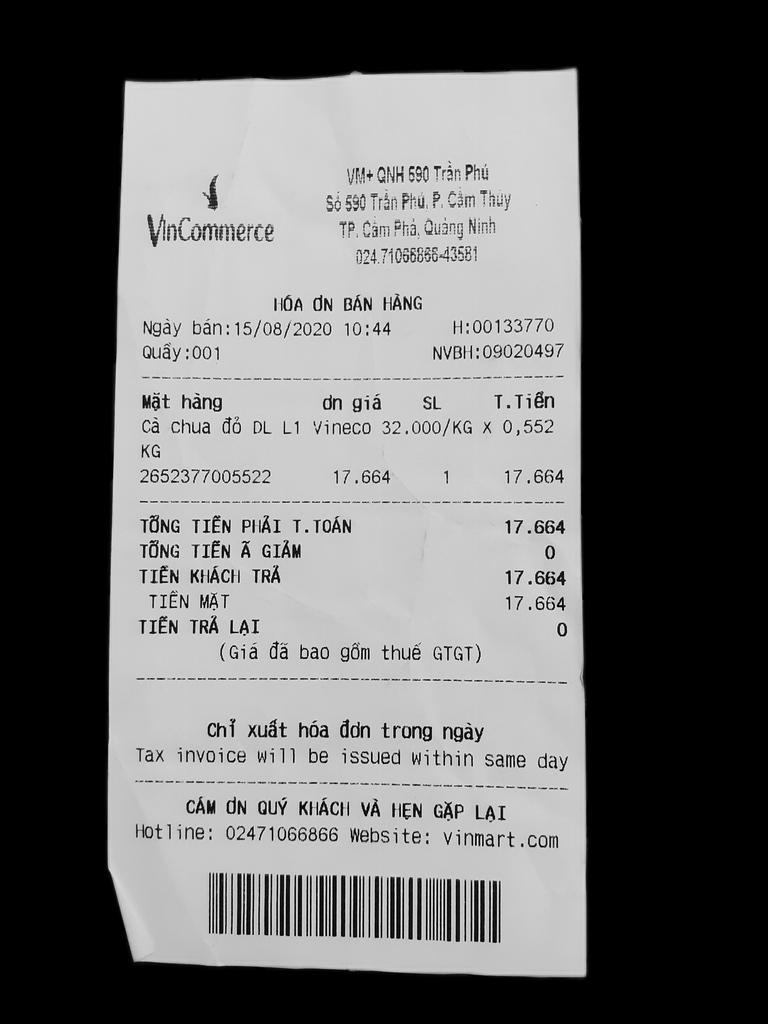 VinCommerce
VM+ QNH 590 Trần Phú
Số 590 Trần Phú, P. Cẩm Thủy
TP. Cẩm Phả, Quảng Ninh
024.71066866-43581
HÓA ƠN BÁN HÀNG
Ngày bán:15/08/2020 10:44 H:00133770
Quầy:001 NVBH:09020497
Mặt hàng ơn giá SL T.Tiền
Cà chua đỏ DL L1 Vineco 32.000/KG X 0,552
KG
2652377005522 17.664 1 17.664
TỔNG TIỀN PHẢI T.TOÁN 17.664
TỔNG TIỀN Ã GIẢM 0
TIỀN KHÁCH TRẢ 17.664
TIỀN MẶT 17.664
TIỀN TRẢ LẠI 0
(Giá đã bao gồm thuế GTGT)
Chỉ xuất hóa đơn trong ngày
Tax invoice will be issued within same day
CẢM ƠN QUÝ KHÁCH VÀ HẸN GẶP LẠI
Hotline: 02471066866 Website: vinmart.com